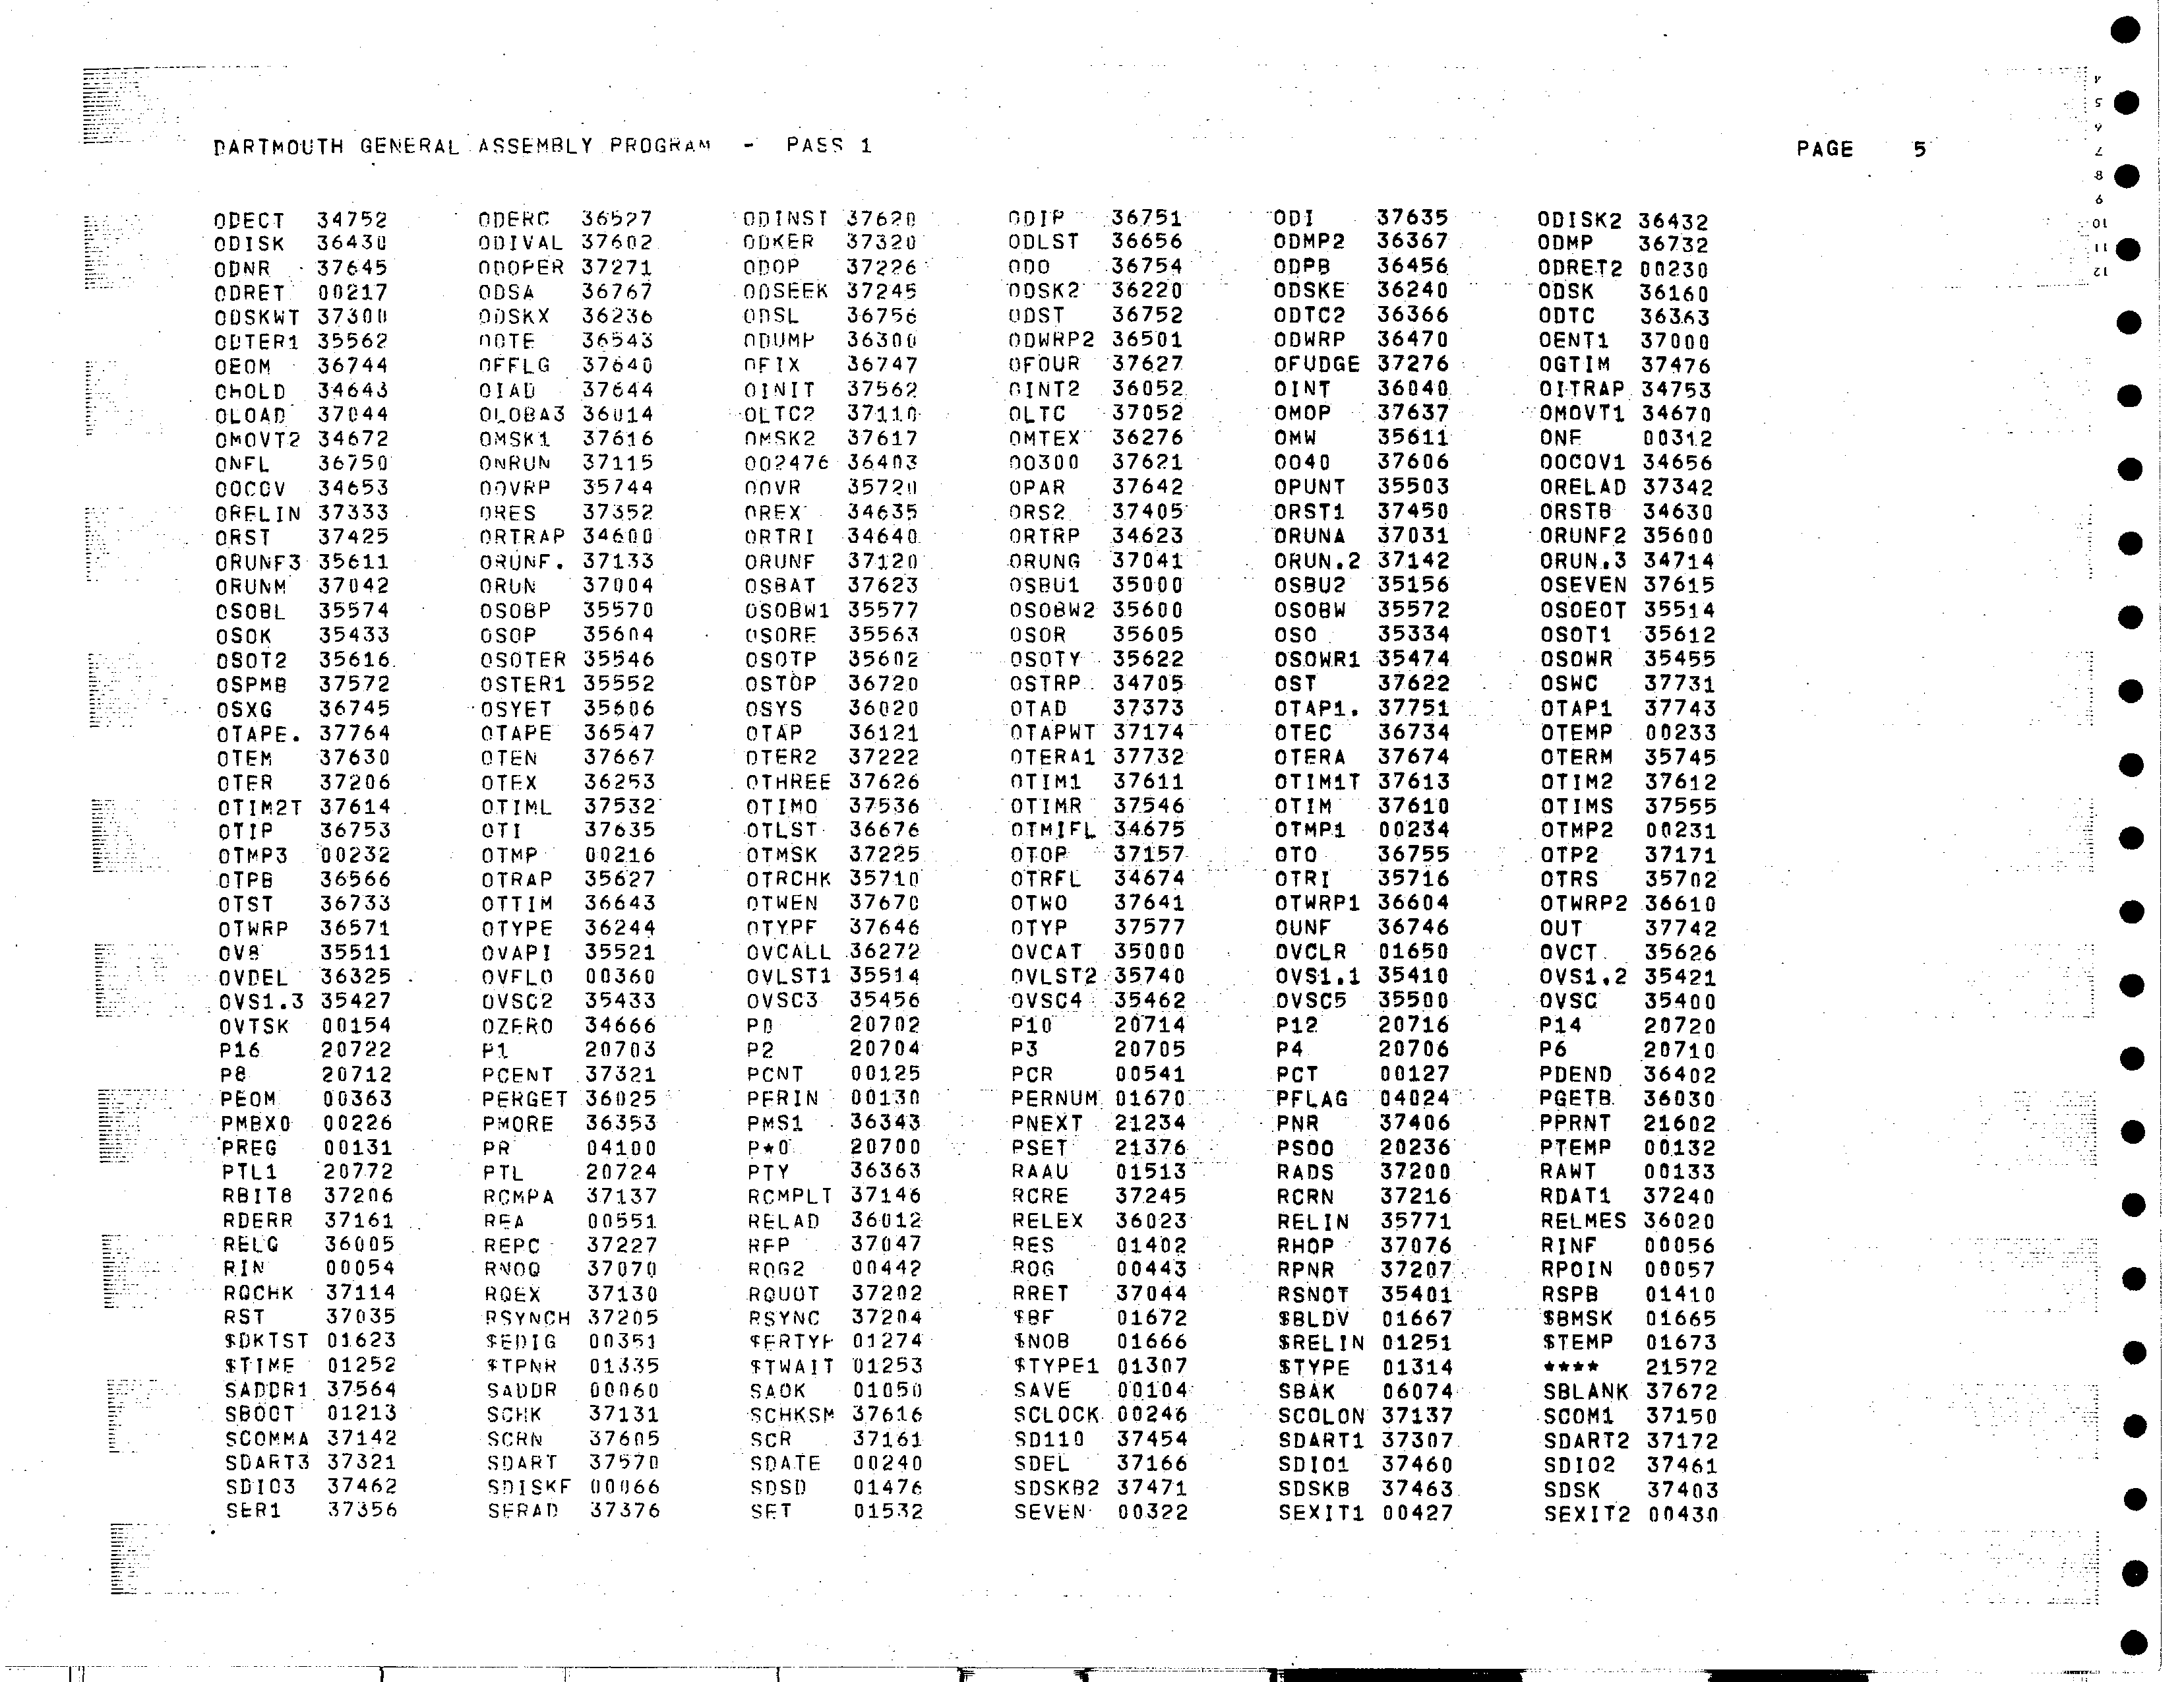 DARTMOUTH GENERAL ASSEMBLY PROGRAM - PASS 1 PAGE 5
ODECT 34752 ODERC 36527 ODINST 37620 ODIP 36751 ODI 37635 ODISK2 36432
ODISK 36430 ODIVAL 37602 ODKER 37320 ODLST 36656 ODMP2 36367 ODMP 36732
ODNR 37645 ODOPER 37271 ODOP 37226 ODO 36754 ODPB 36456 ODRET2 00230
ODRET 00217 ODSA 36767 ODSEEK 37245 ODSK2 36220 ODSKE 36240 ODSK 36160
ODSKWT 37300 ODSKX 36236 ODSL 36756 ODST 36752 ODTC2 36366 ODTC 36363
ODTER1 35562 ODTE 36543 ODUMP 36300 ODWRP2 36501 ODWRP 36470 OENT1 37000
OEOM 36744 OFFLG 37640 OFIX 36747 OFOUR 37627 OFUDGE 37276 OGTIM 37476
OHOLD 34643 OIAD 37644 OINIT 37562 OINT2 36052 OINT 36040 OITRAP 34753
OLOAD 37044 OLOBA3 36014 OLTC2 37110 OLTC 37052 OMOP 37637 OMOVT1 34670
OMOVT2 34672 OMSK1 37616 OMSK2 37617 OMTEX 36276 OMW 35611 ONE 00312
ONFL 36750 ONRUN 37115 OO2476 36403 OO300 37621 OO40 37606 OOCOV1 34656
OOCOV 34653 OOVRP 35744 OOVR 35720 OPAR 37642 OPUNT 35503 ORELAD 37342
ORELIN 37333 ORES 37352 OREX 34635 ORS2 37405 ORST1 37450 ORSTB 34630
ORST 37425 ORTRAP 34600 ORTRI 34640 ORTRP 34623 ORUNA 37031 ORUNF2 35600
ORUNF3 35611 ORUNF. 37133 ORUNF 37120 ORUNG 37041 ORUN.2 37142 ORUN.3 34714
ORUNM 37042 ORUN 37004 OSBAT 37623 OSBU1 35000 OSBU2 35156 OSEVEN 37615
OSOBL 35574 OSOBP 35570 OSOBW1 35577 OSOBW2 35600 OSOBW 35572 OSOEOT 35514
OSOK 35433 OSOP 35604 OSORE 35563 OSOR 35605 OSO 35334 OSOT1 35612
OSOT2 35616 OSOTER 35546 OSOTP 35602 OSOTY 35622 OSOWR1 35474 OSOWR 35455
OSPMB 37572 OSTER1 35552 OSTOP 36720 OSTRP 34705 OST 37622 OSWC 37731
OSXG 36745 OSYET 35606 OSYS 36020 OTAD 37373 OTAP1. 37751 OTAP1 37743
OTAPE. 37764 OTAPE 36547 OTAP 36121 OTAPWT 37174 OTEC 36734 OTEMP 00233
OTEM 37630 OTEN 37667 OTER2 37222 OTERA1 37732 OTERA 37674 OTERM 35745
OTER 37206 OTEX 36253 OTHREE 37626 OTIM1 37611 OTIM1T 37613 OTIM2 37612
OTIM2T 37614 OTIML 37532 OTIMO 37536 OTIMR 37546 OTIM 37610 OTIMS 37555
OTIP 36753 OTI 37635 OTLST 36676 OTMIFL 34675 OTMP1 00234 OTMP2 00231
OTMP3 00232 OTMP 00216 OTMSK 37225 OTOP 37157 OTO 36755 OTP2 37171
OTPB 36566 OTRAP 35627 OTRCHK 35710 OTRFL 34674 OTRI 35716 OTRS 35702
OTST 36733 OTTIM 36643 OTWEN 37670 OTWO 37641 OTWRP1 36604 OTWRP2 36610
OTWRP 36571 OTYPE 36244 OTYPF 37646 OTYP 37577 OUNF 36746 OUT 37742
OV8 35511 OVAPI 35521 OVCALL 36272 OVCAT 35000 OVCLR 01650 OVCT 35626
OVDEL 36325 OVFLO 00360 OVLST1 35514 OVLST2 35740 OVS1.1 35410 OVS1.2 35421
OVS1.3 35427 OVSC2 35433 OVSC3 35456 OVSC4 35462 OVSC5 35500 OVSC 35400
OVTSK 00154 OZERO 34666 P0 20702 P10 20714 P12 20716 P14 20720
P16 20722 P1 20703 P2 20704 P3 20705 P4 20706 P6 20710
P8 20712 PCENT 37321 PCNT 00125 PCR 00541 PCT 00127 PDEND 36402
PEOM 00363 PERGET 36025 PERIN 00130 PERNUM 01670 PFLAG 04024 PGETB 36030
PMBXO 00226 PMORE 36353 PMS1 36343 PNEXT 21234 PNR 37406 PPRNT 21602
PREG 00131 PR 04100 P*0 20700 PSET 21376 PSOO 20236 PTEMP 00132
PTL1 20772 PTL 20724 PTY 36363 RAAU 01513 RADS 37200 RAWT 00133
RBIT8 37206 RCMPA 37137 RCMPLT 37146 RCRE 37245 RCRN 37216 RDAT1 37240
RDERR 37161 REA 00551 RELAD 36012 RELEX 36023 RELIN 35771 RELMES 36020
RELG 36005 REPC 37227 REP 37047 RES 01402 RHOP 37076 RINF 00056
RIN 00054 RNOQ 37070 ROG2 00442 ROG 00443 RPNR 37207 RPOIN 00057
RQCHK 37114 RQEX 37130 RQUOT 37202 RRET 37044 RSNOT 35401 RSPB 01410
RST 37035 RSYNCH 37205 RSYNC 37204 $BF 01672 $BLDV 01667 $BMSK 01665
$DKTST 01623 $EDIG 00351 $ERTYP 01274 $NOB 01666 $RELIN 01251 $TEMP 01673
$TIME 01252 $TPNR 01335 $TWAIT 01253 $TYPE1 01307 $TYPE 01314 **** 21572
SADDR1 37564 SADDR 00060 SAOK 01050 SAVE 00104 SBAK 06074 SBLANK 37672
SBOOT 01213 SCHK 37131 SCHKSM 37616 SCLOCK 00246 SCOLON 37137 SCOM1 37150
SCOMMA 37142 SCRN 37605 SCR 37161 SD110 37454 SDART1 37307 SDART2 37172
SDART3 37321 SDART 37570 SDATE 00240 SDEL 37166 SDIO1 37460 SDIO2 37461
SDIO3 37462 SDISKF 00066 SDSD 01476 SDSKB2 37471 SDSKB 37463 SDSK 37403
SER1 37356 SERAD 37376 SET 01532 SEVEN 00322 SEXIT1 00427 SEXIT2 00430
4
5
6
7
8
9
10
11
12